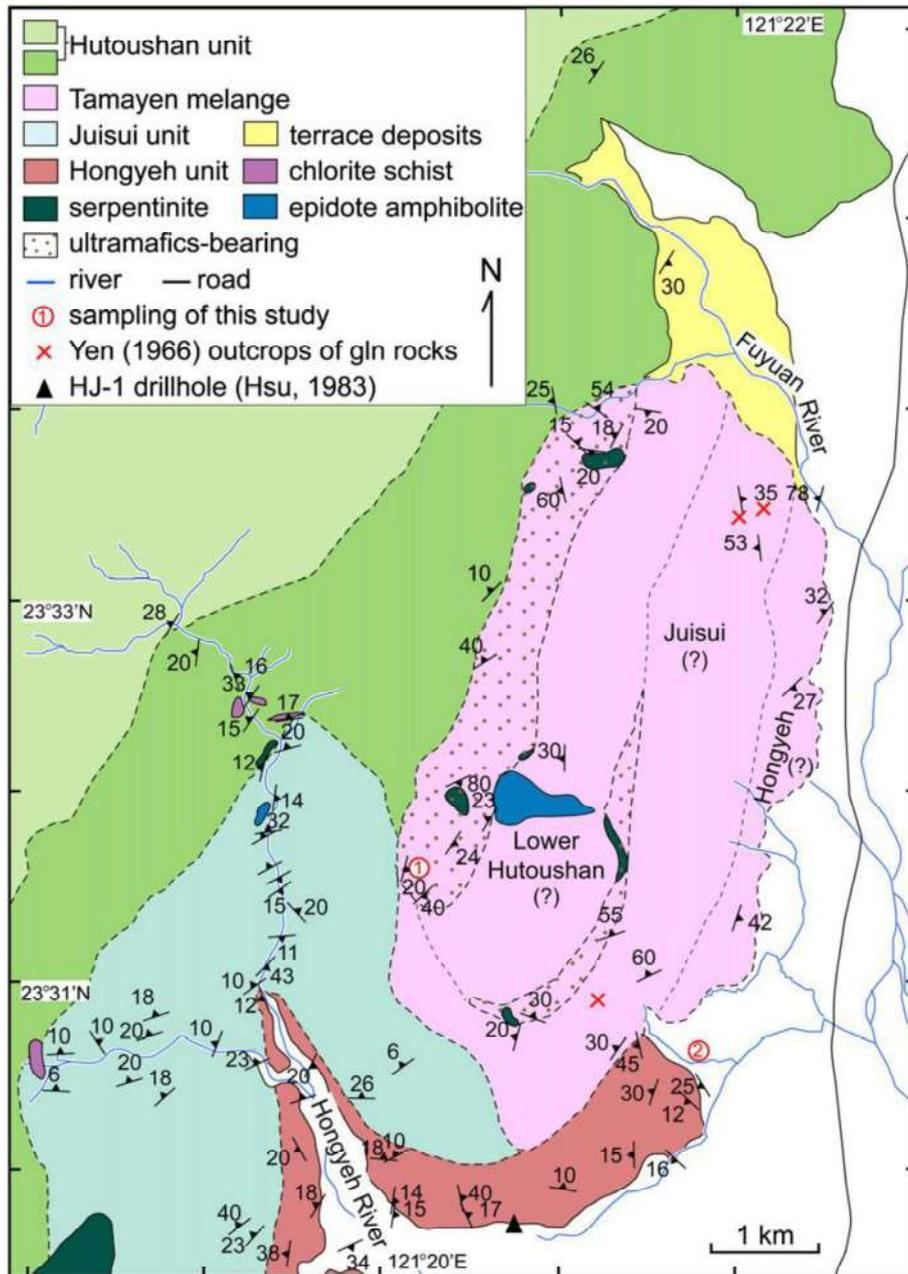 121°22'E
Hutoushan unit
26
Tamayen melange
Juisui unit
terrace deposits
Hongyeh unit
chlorite schist
serpentinite
epidote amphibolite
ultramafics-bearing
river
road
N
1 sampling of this study
30
Yen (1966) outcrops of gln rocks
HJ-1 drillhole (Hsu, 1983)
Fuyuan
River
25
54
15
18
20
20
60
35
78
53
10
23°33'N
28
32
20
40
Juisui
(?)
16
33
27
17
15
20
Hongyeh
(?)
12
30
80
14
23
32
Lower
Hutoushan
(?)
24
1
20
40
15
20
42
55
11
60
23°31'N
10
43
18
12
30
10
10
20
10
20
30
2
45
6
23
6
20
18
20
26
30
25
12
Hongyeh River
10
18
20
15
16
10
18
14
40
15
17
40
23
38
34
121°20'E
1 km